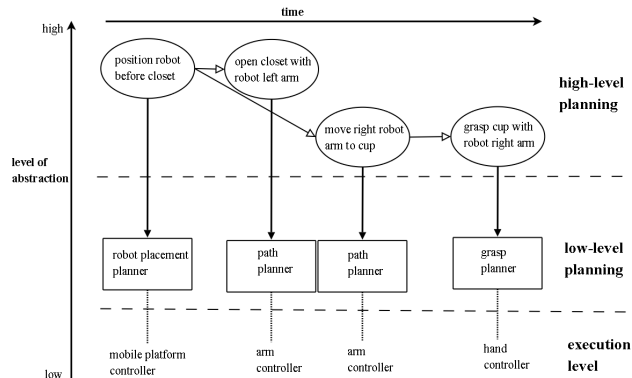 time
high
position robot
before closet
open closet with
robot left arm
high-level
planning
move right robot
arm to cup
grasp cup with
robot right arm
level of
abstraction
robot placement
planner
path
planner
path
planner
grasp
planner
low-level
planning
mobile platform
controller
arm
controller
arm
controller
hand
controller
execution
level
low